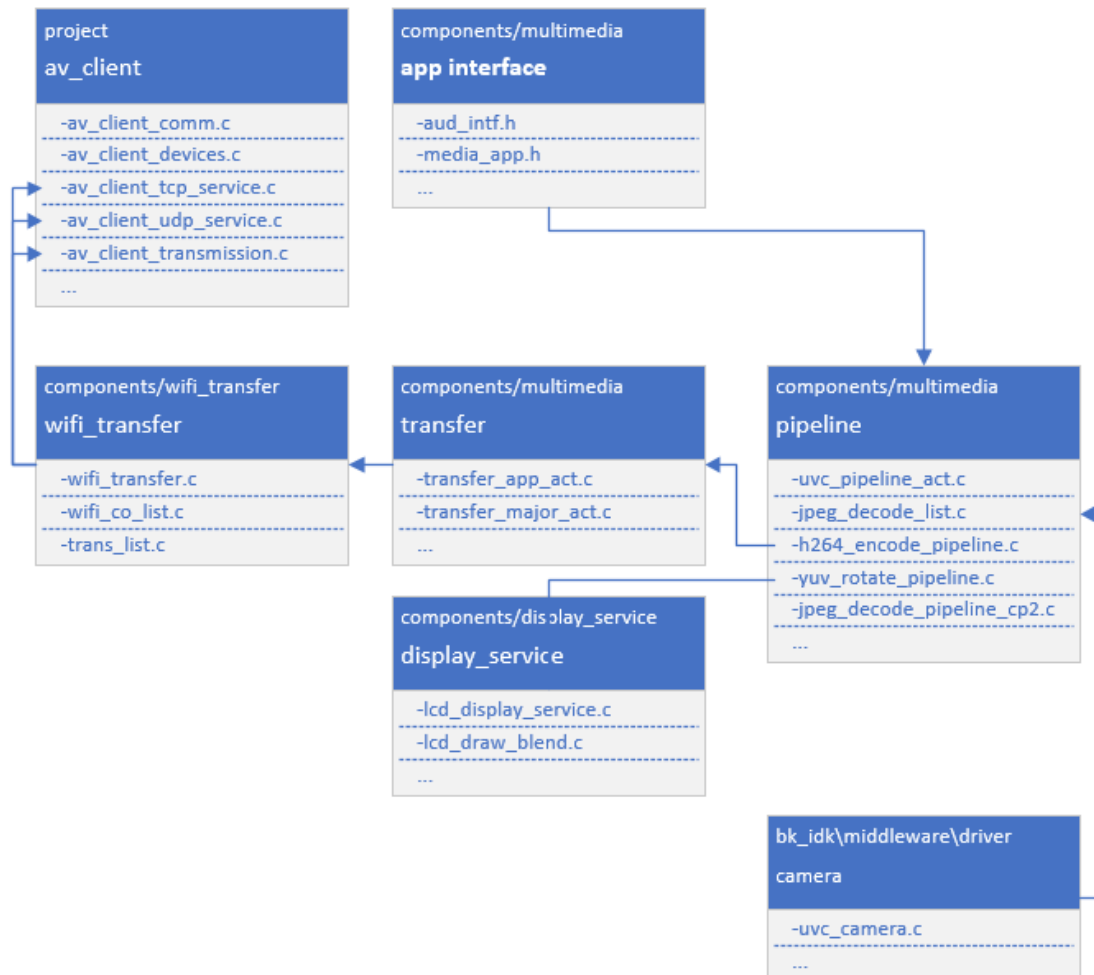 project
av_client
-av_client_comm.c
-av_client_devices.c
-av_client_tcp_service.c
-av_client_udp_service.c
-av_client_transmission.c
...
components/multimedia
app interface
-aud_intf.h
-media_app.h
...
components/wifi_transfer
wifi_transfer
-wifi_transfer.c
-wifi_co_list.c
-trans_list.c
components/multimedia
transfer
-transfer_app_act.c
-transfer_major_act.c
...
components/multimedia
pipeline
-uvc_pipeline_act.c
-jpeg_decode_list.c
-h264_encode_pipeline.c
-yuv_rotate_pipeline.c
-jpeg_decode_pipeline_cp2.c
...
components/display_service
display_service
-lcd_display_service.c
-lcd_draw_blend.c
...
bk_idk\middleware\driver
camera
-uvc_camera.c
...